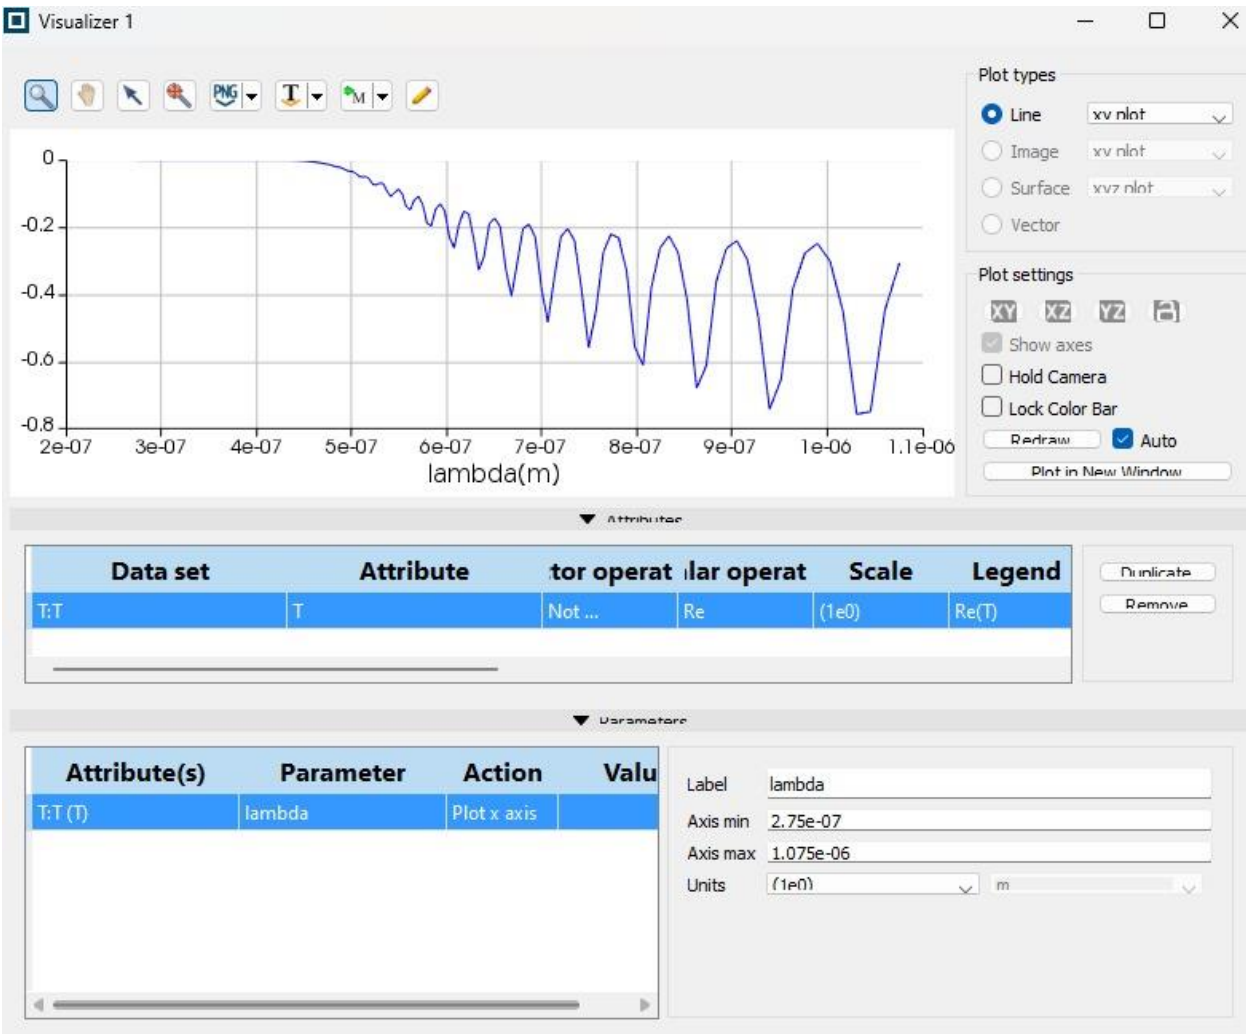 Visualizer 1
PNG T M
Plot types
Line xy plot
Image xy plot
Surface xyz plot
Vector
Plot settings
XY XZ YZ
Show axes
Hold Camera
Lock Color Bar
Redraw Auto
Plot in New Window
0
-0.2
-0.4
-0.6
-0.8
2e-07 3e-07 4e-07 5e-07 6e-07 7e-07 8e-07 9e-07 1e-06 1.1e-06
lambda(m)
Attributes
Data set Attribute tor operat lar operat Scale Legend
T:T T Not ... Re (1e0) Re(T)
Duplicate
Remove
Parameters
Attribute(s) Parameter Action Valu
T:T (T) lambda Plot x axis
Label lambda
Axis min 2.75e-07
Axis max 1.075e-06
Units (1e0) m